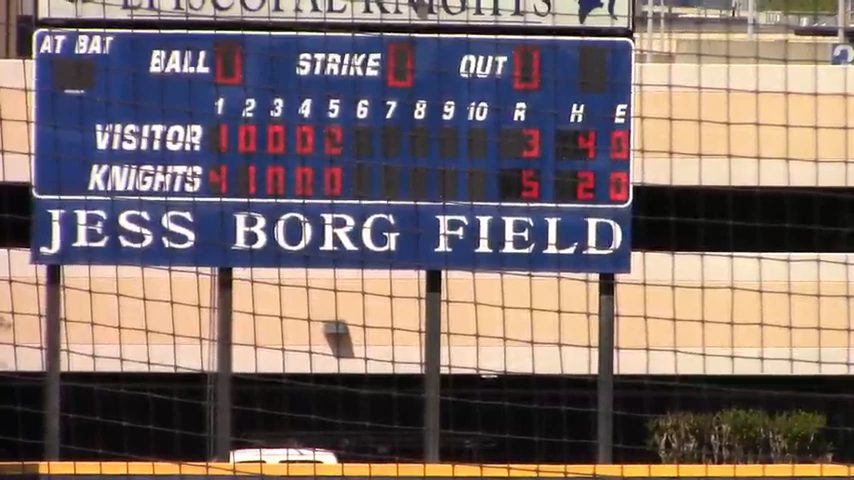 EPISCOPAL KNIGHTS
AT BAT BALL 0 STRIKE 0 OUT 0
1 2 3 4 5 6 7 8 9 10 R H E
VISITOR 1 0 0 0 2 3 4 0
KNIGHTS 4 1 0 0 0 5 2 0
JESS BORG FIELD